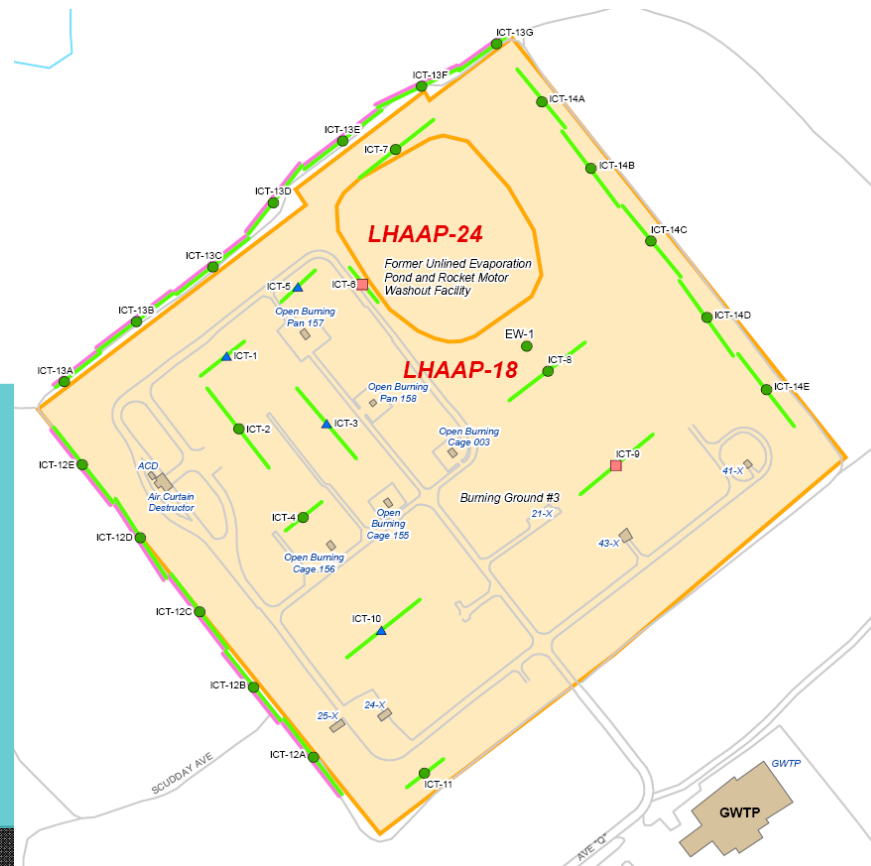 ICT-13G
ICT-13F
ICT-14A
ICT-13E
ICT-7
ICT-14B
ICT-13D
LHAAP-24
ICT-14C
Former Unlined Evaporation
Pond and Rocket Motor
Washout Facility
ICT-13C
ICT-5
ICT-6
Open Burning
Pan 157
ICT-13B
ICT-14D
EW-1
ICT-1
LHAAP-18
ICT-8
ICT-13A
Open Burning
Pan 158
ICT-14E
ICT-2
ICT-3
Open Burning
Cage 003
ICT-9
ICT-12E
ACD
41-X
Air Curtain
Destructor
Burning Ground #3
21-X
Open
Burning
Cage 155
ICT-4
ICT-12D
43-X
Open Burning
Cage 156
ICT-12C
ICT-10
ICT-12B
24-X
25-X
ICT-12A
SCUDDAY AVE
ICT-11
GWTP
GWTP
AVE "Q"